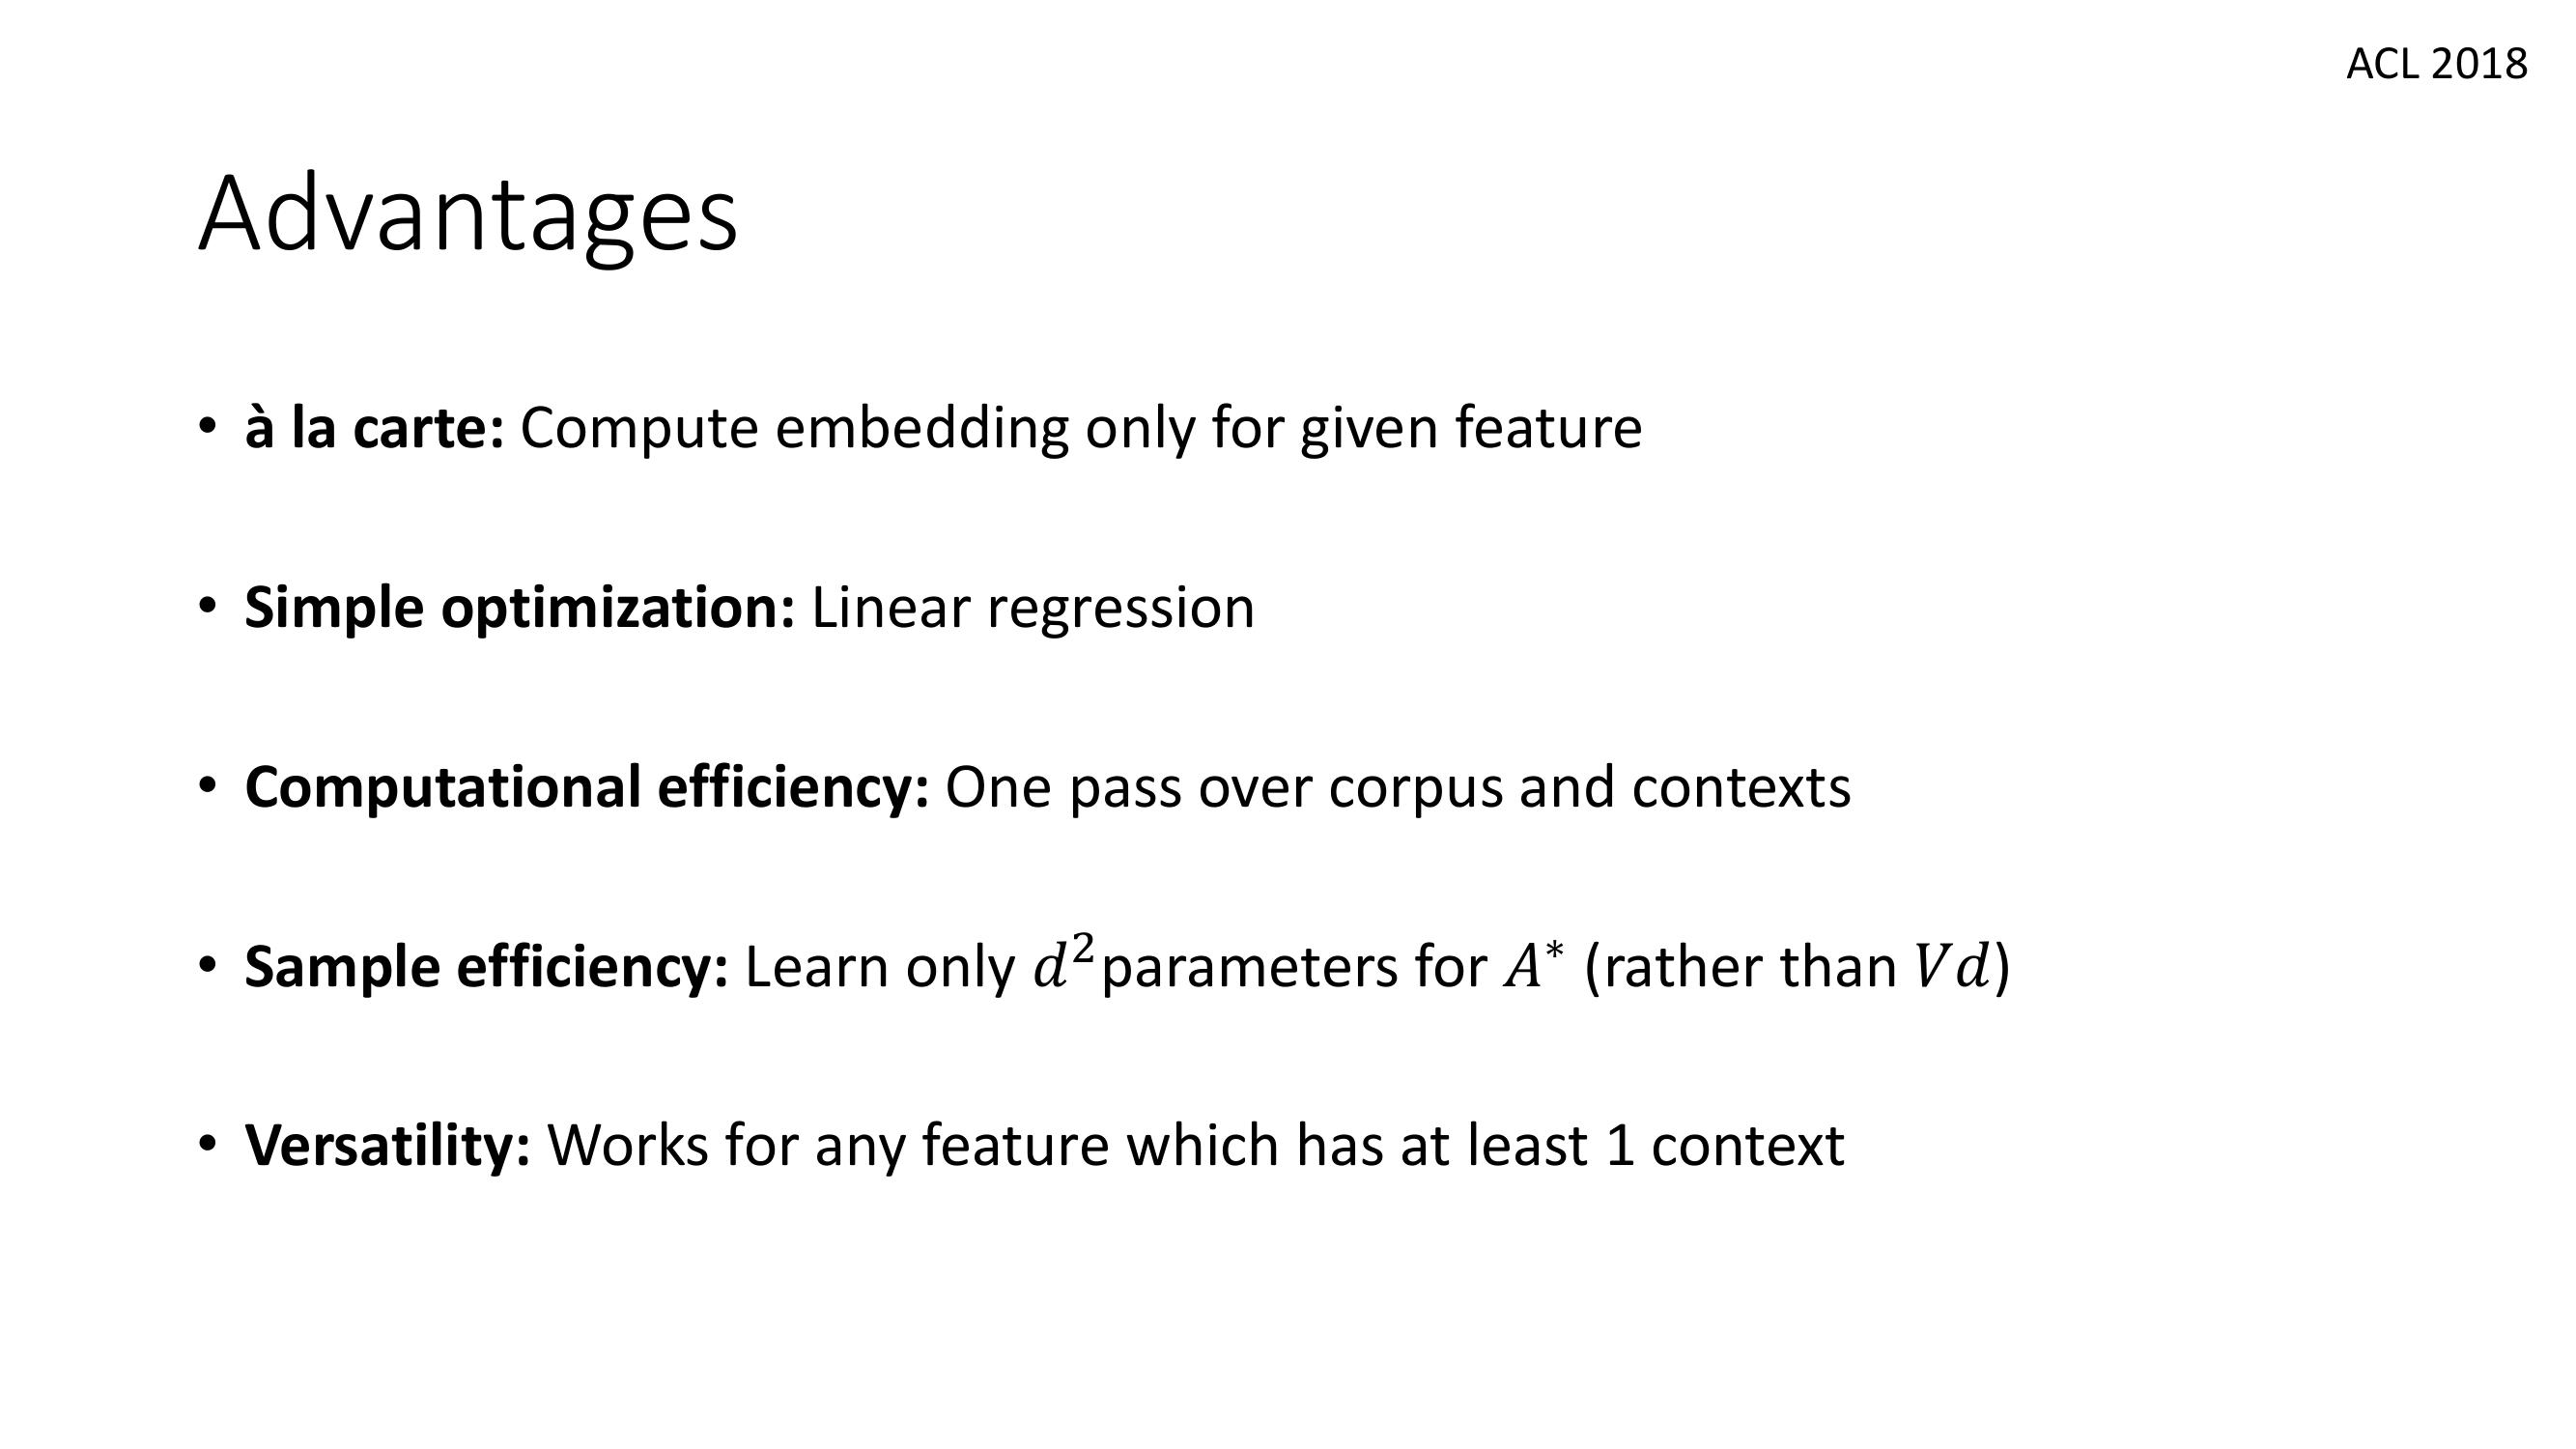 ACL 2018
Advantages
• à la carte: Compute embedding only for given feature
• Simple optimization: Linear regression
• Computational efficiency: One pass over corpus and contexts
• Sample efficiency: Learn only d² parameters for A* (rather than Vd)
• Versatility: Works for any feature which has at least 1 context